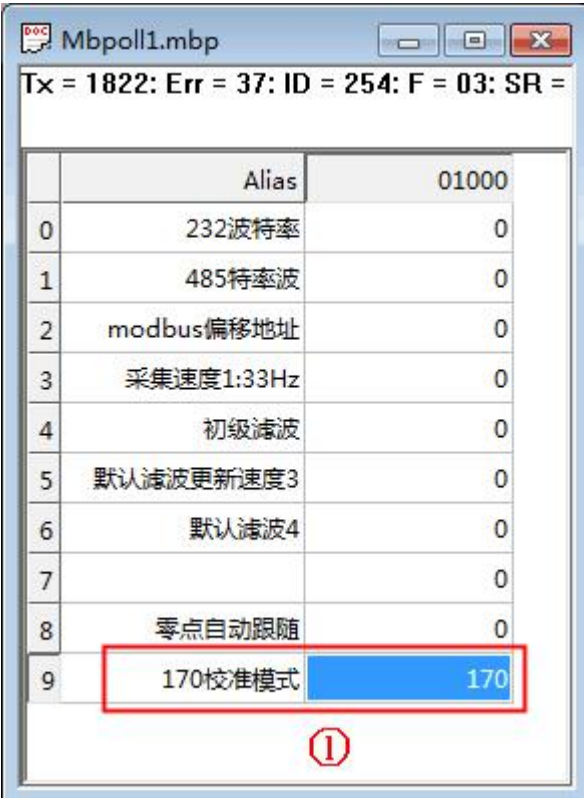 Mbpoll1.mbp
Tx = 1822: Err = 37: ID = 254: F = 03: SR =
Alias 01000
0 232波特率 0
1 485特率波 0
2 modbus偏移地址 0
3 采集速度1:33Hz 0
4 初级滤波 0
5 默认滤波更新速度3 0
6 默认滤波4 0
7 0
8 零点自动跟随 0
9 170校准模式 170
①